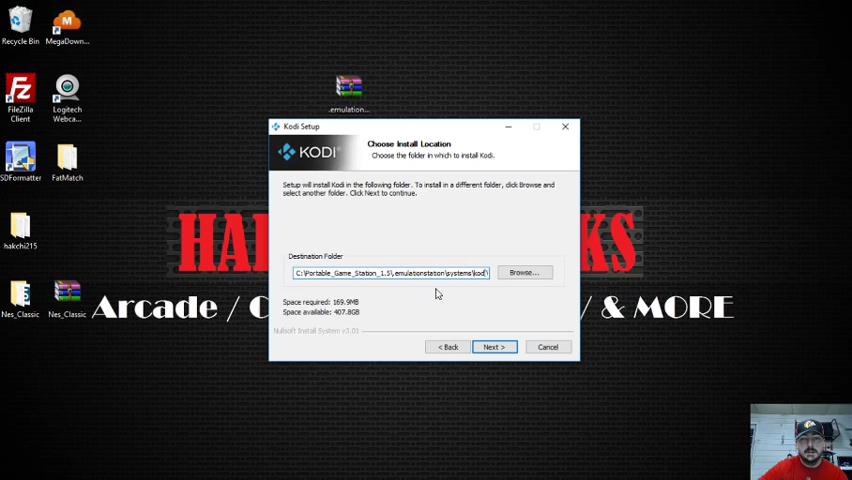 Recycle Bin
MegaDown...
FileZilla
Client
Logitech
Webca...
.emulation...
SDFormatter
FatMatch
hakchi215
Nes_Classic
Nes_Classic
Kodi Setup
KODI
Choose Install Location
Choose the folder in which to install Kodi.
Setup will install Kodi in the following folder. To install in a different folder, click Browse and
select another folder. Click Next to continue.
Destination Folder
C:\Portable_Game_Station_1.5\.emulationstation\systems\kod\
Browse...
Space required: 169.9MB
Space available: 407.8GB
Nullsoft Install System v3.01
< Back
Next >
Cancel
Arcade /
/ & MORE